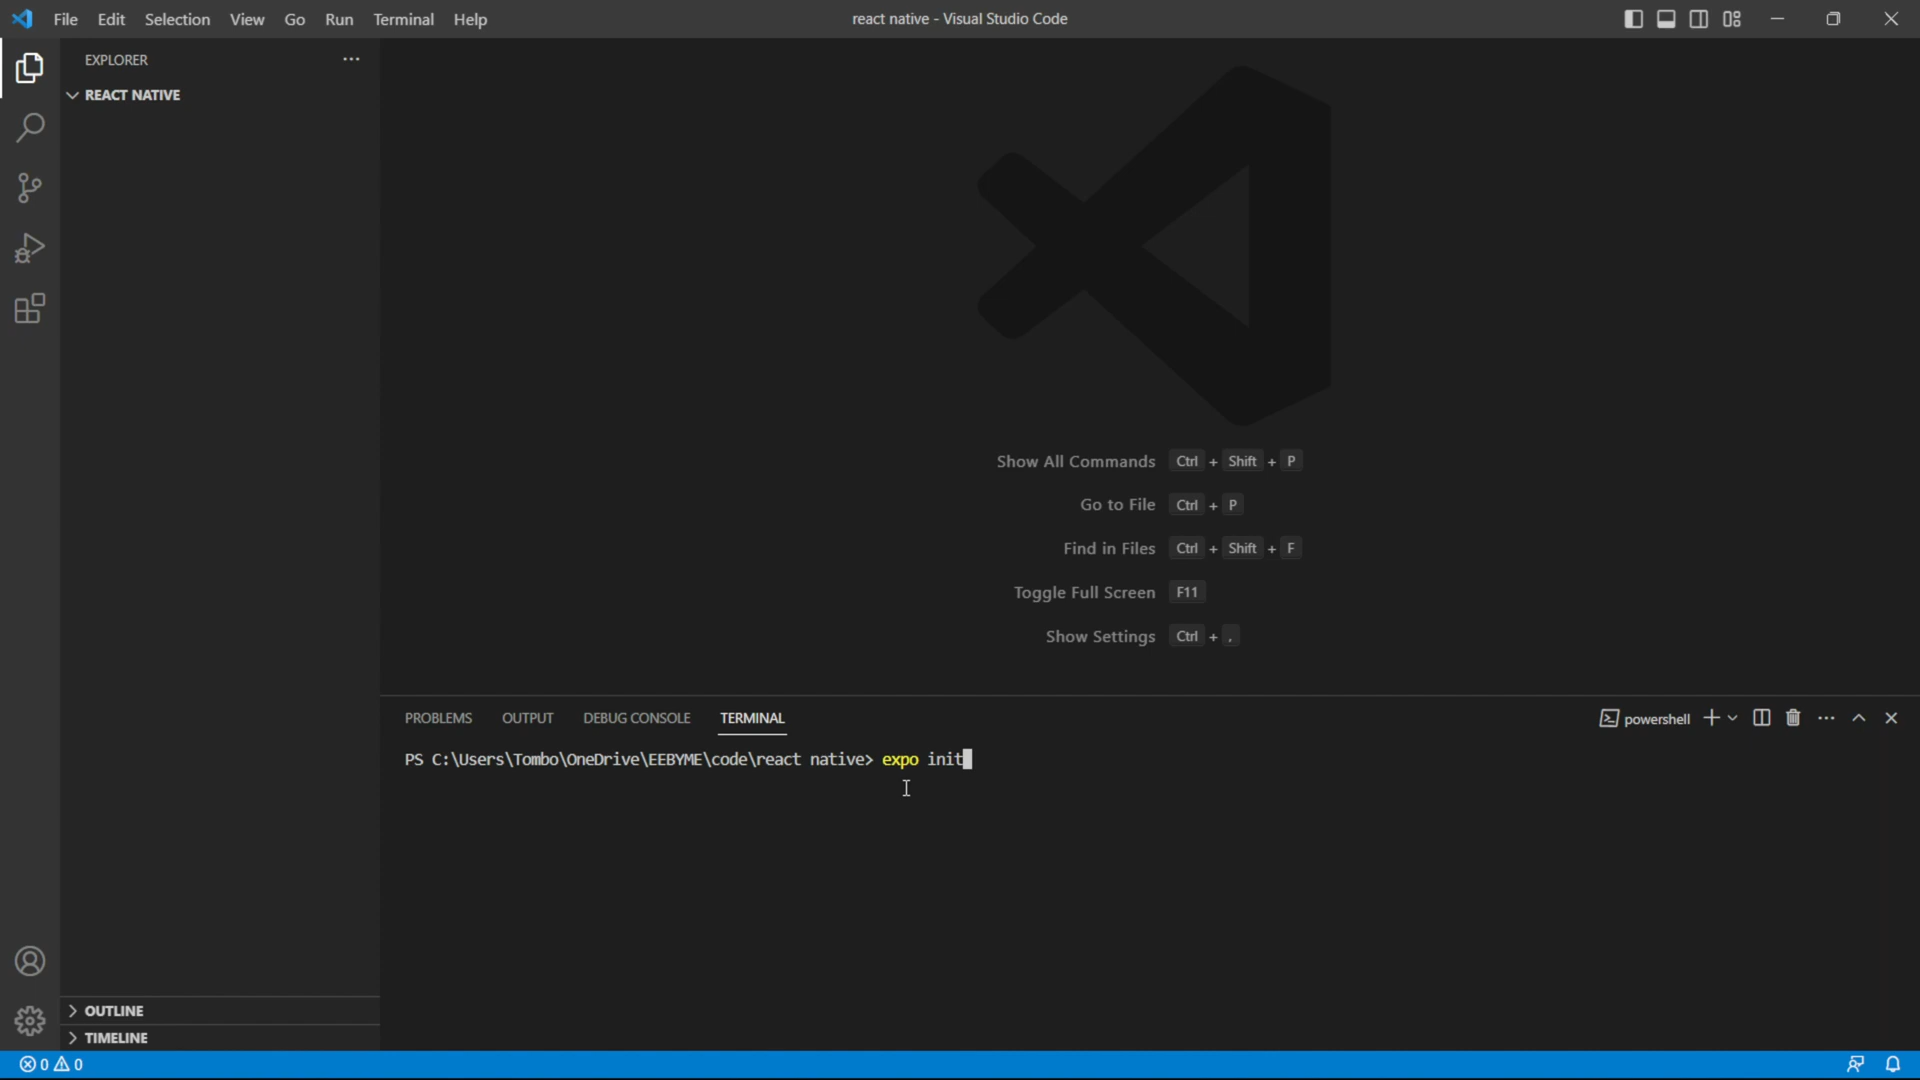 File Edit Selection View Go Run Terminal Help
react native - Visual Studio Code
EXPLORER
REACT NATIVE
Show All Commands Ctrl + Shift + P
Go to File Ctrl + P
Find in Files Ctrl + Shift + F
Toggle Full Screen F11
Show Settings Ctrl + ,
PROBLEMS OUTPUT DEBUG CONSOLE TERMINAL
powershell
PS C:\Users\Tombo\OneDrive\EEBYME\code\react native> expo init
OUTLINE
TIMELINE
0 0